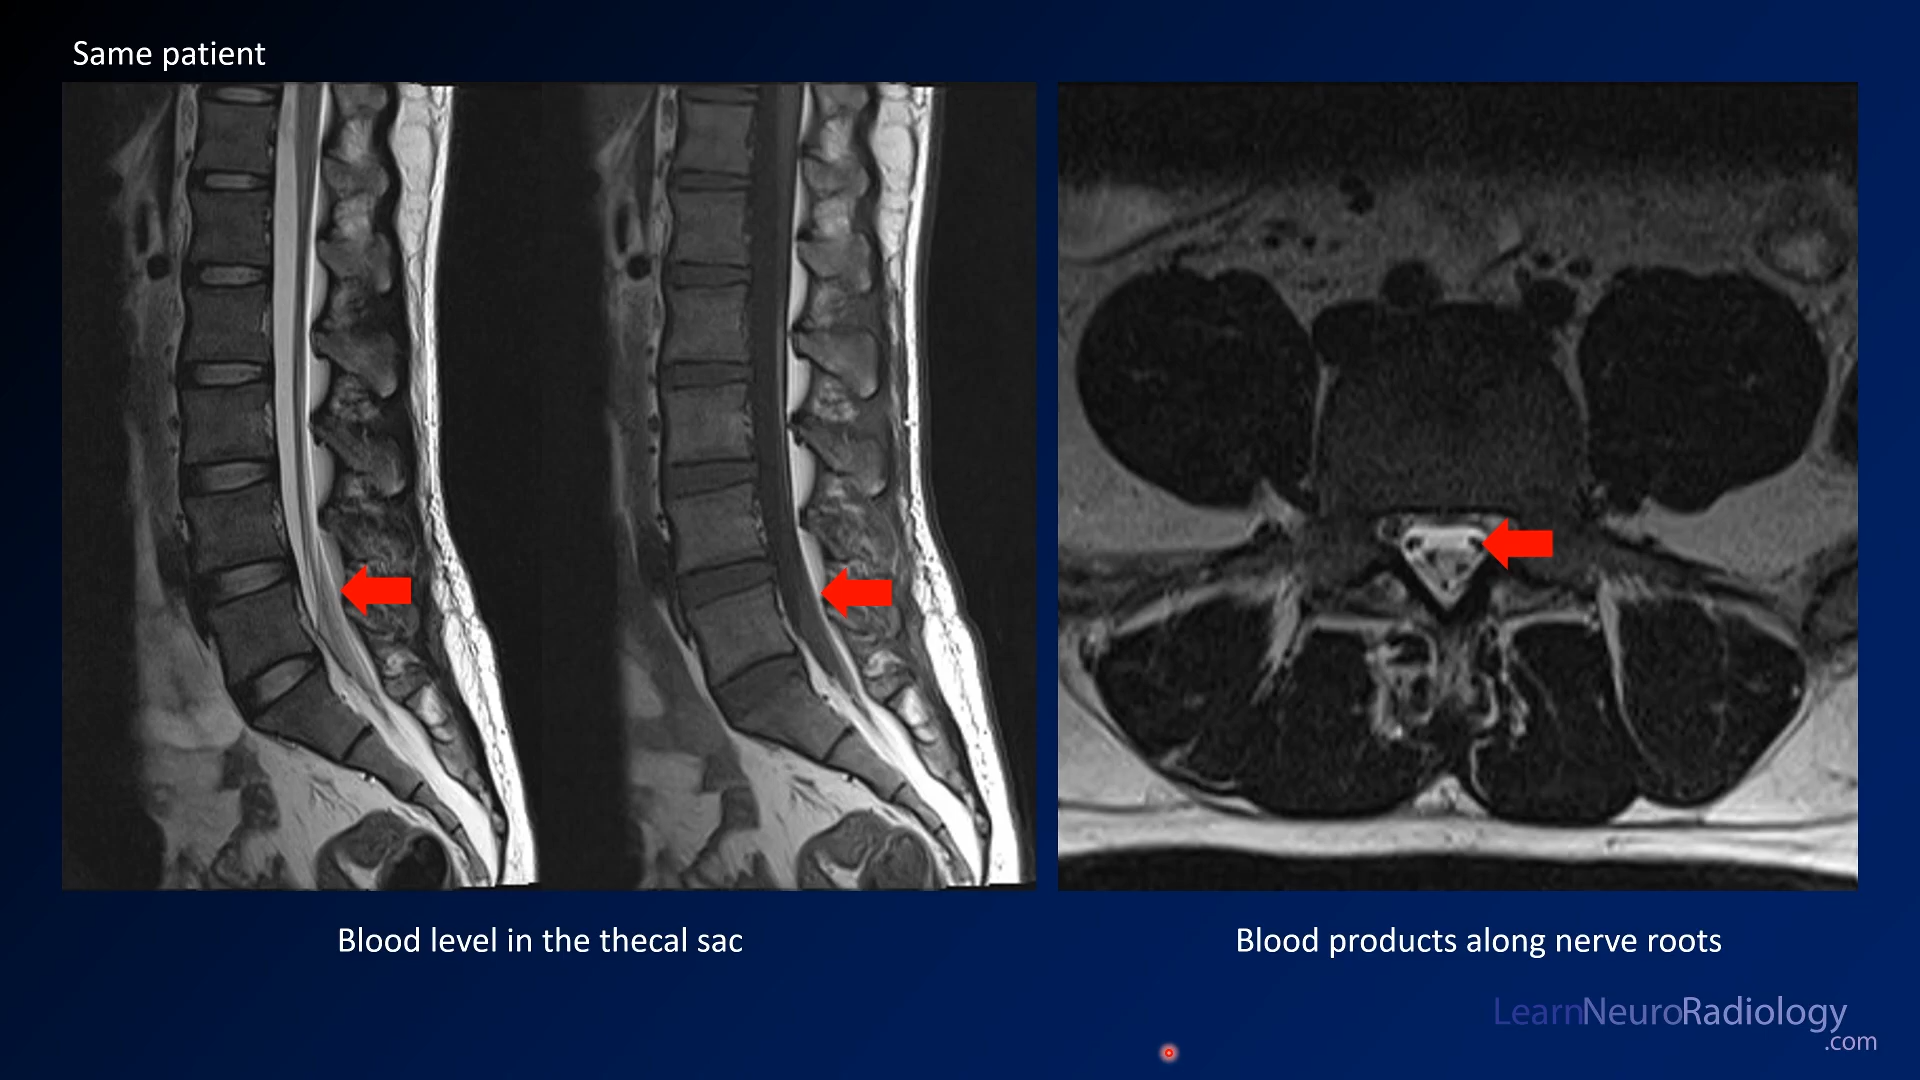 Same patient
Blood level in the thecal sac
Blood products along nerve roots
LearnNeuroRadiology
.com